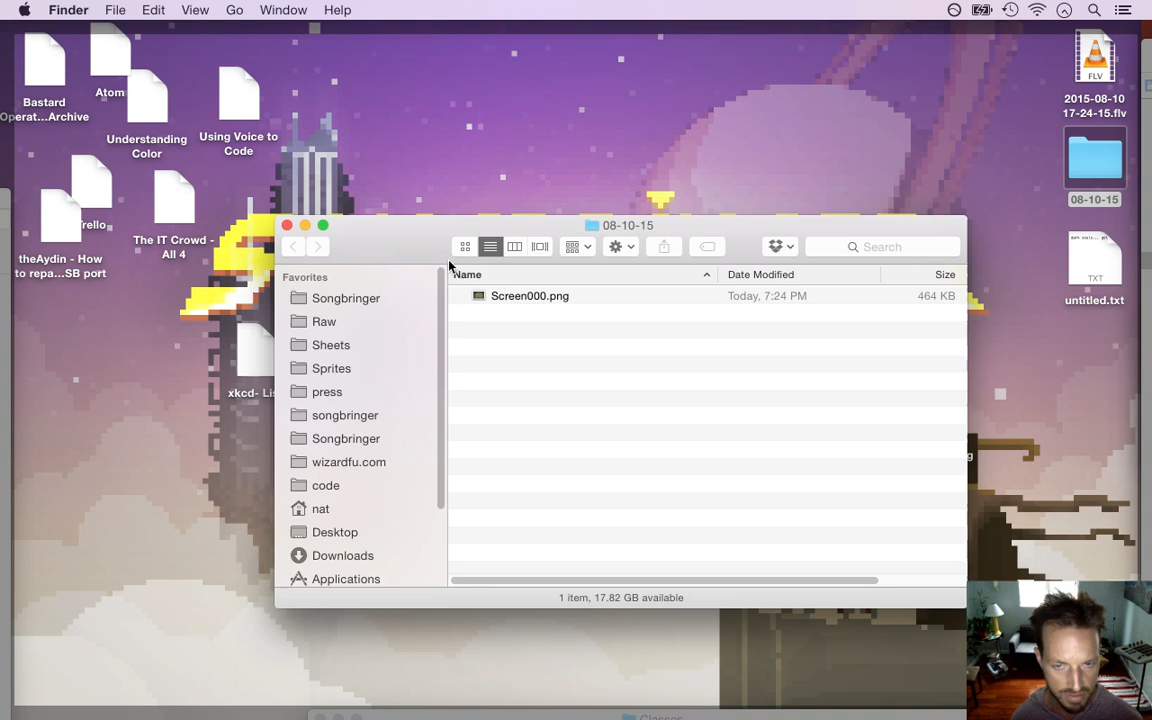 Finder File Edit View Go Window Help
FLV
2015-08-10
17-24-15.flv
Bastard
Operat...Archive
Atom
Understanding
Color
Using Voice to
Code
08-10-15
Trello
theAydin - How
to repa...SB port
The IT Crowd -
All 4
TXT
untitled.txt
xkcd- Lis
08-10-15
Search
Favorites
Songbringer
Raw
Sheets
Sprites
press
songbringer
Songbringer
wizardfu.com
code
nat
Desktop
Downloads
Applications
Name Date Modified Size
Screen000.png Today, 7:24 PM 464 KB
g
1 item, 17.82 GB available
Classes